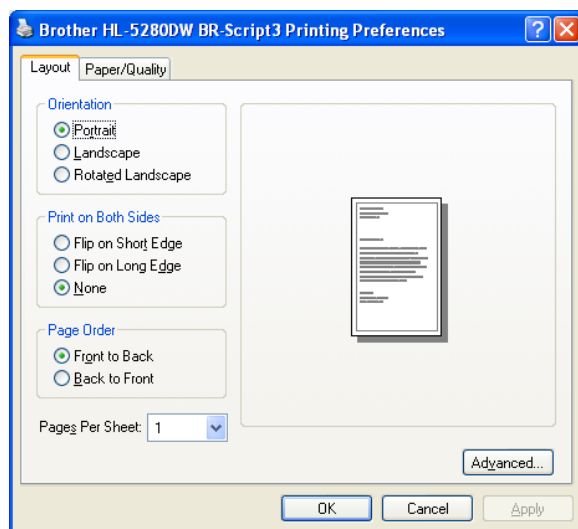 Brother HL-5280DW BR-Script3 Printing Preferences
Layout Paper/Quality
Orientation
Portrait
Landscape
Rotated Landscape
Print on Both Sides
Flip on Short Edge
Flip on Long Edge
None
Page Order
Front to Back
Back to Front
Pages Per Sheet: 1
Advanced...
OK Cancel Apply